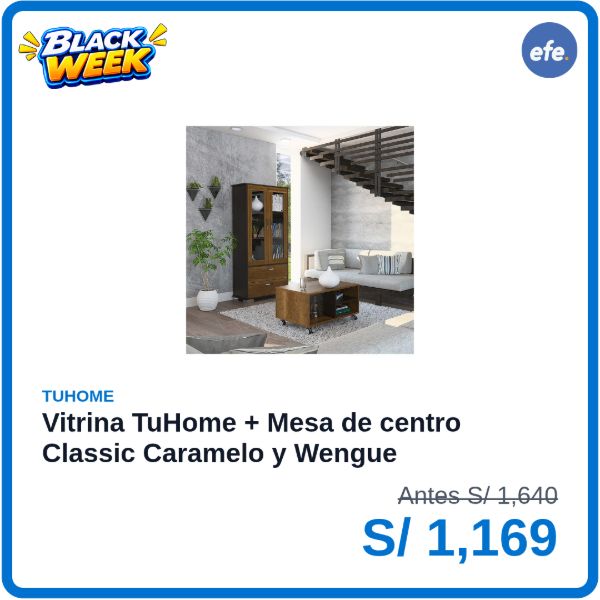 BLACK
WEEK
efe.
TUHOME
Vitrina TuHome + Mesa de centro
Classic Caramelo y Wengue
Antes S/ 1,640
S/ 1,169